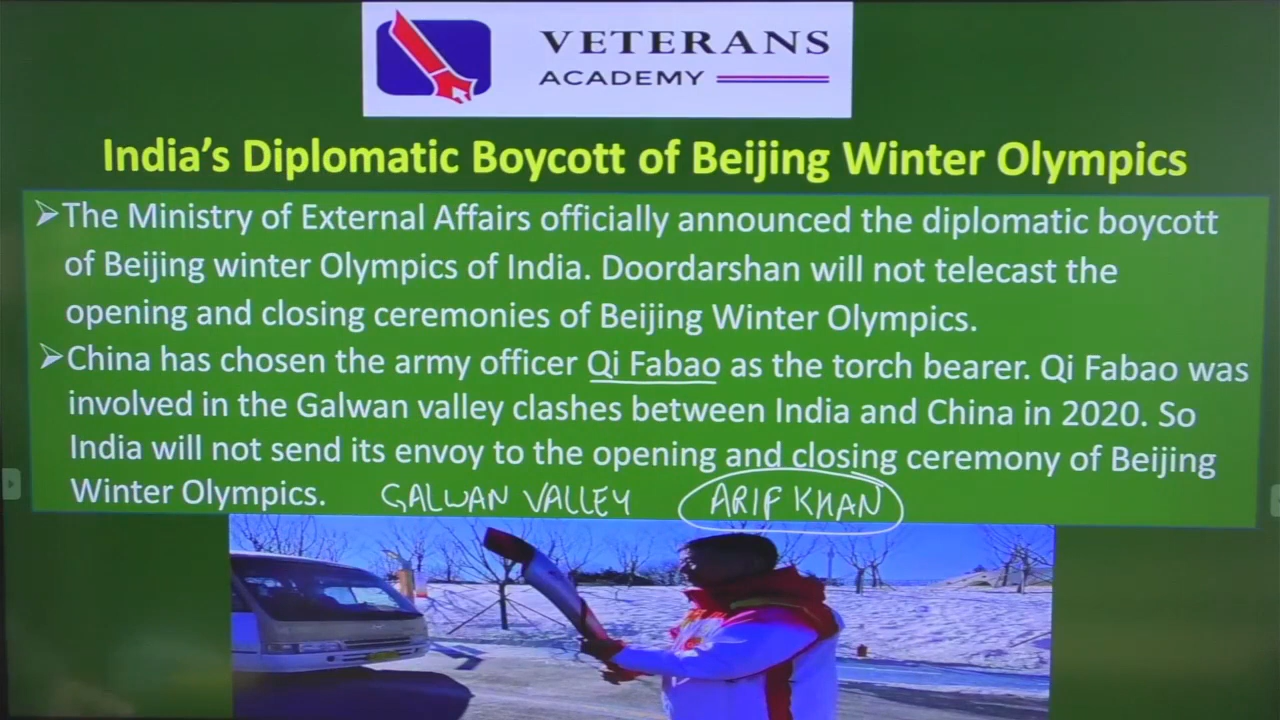 VETERANS
ACADEMY
India's Diplomatic Boycott of Beijing Winter Olympics
➢The Ministry of External Affairs officially announced the diplomatic boycott
of Beijing winter Olympics of India. Doordarshan will not telecast the
opening and closing ceremonies of Beijing Winter Olympics.
➢China has chosen the army officer Qi Fabao as the torch bearer. Qi Fabao was
involved in the Galwan valley clashes between India and China in 2020. So
India will not send its envoy to the opening and closing ceremony of Beijing
Winter Olympics. GALWAN VALLEY ARIF KHAN